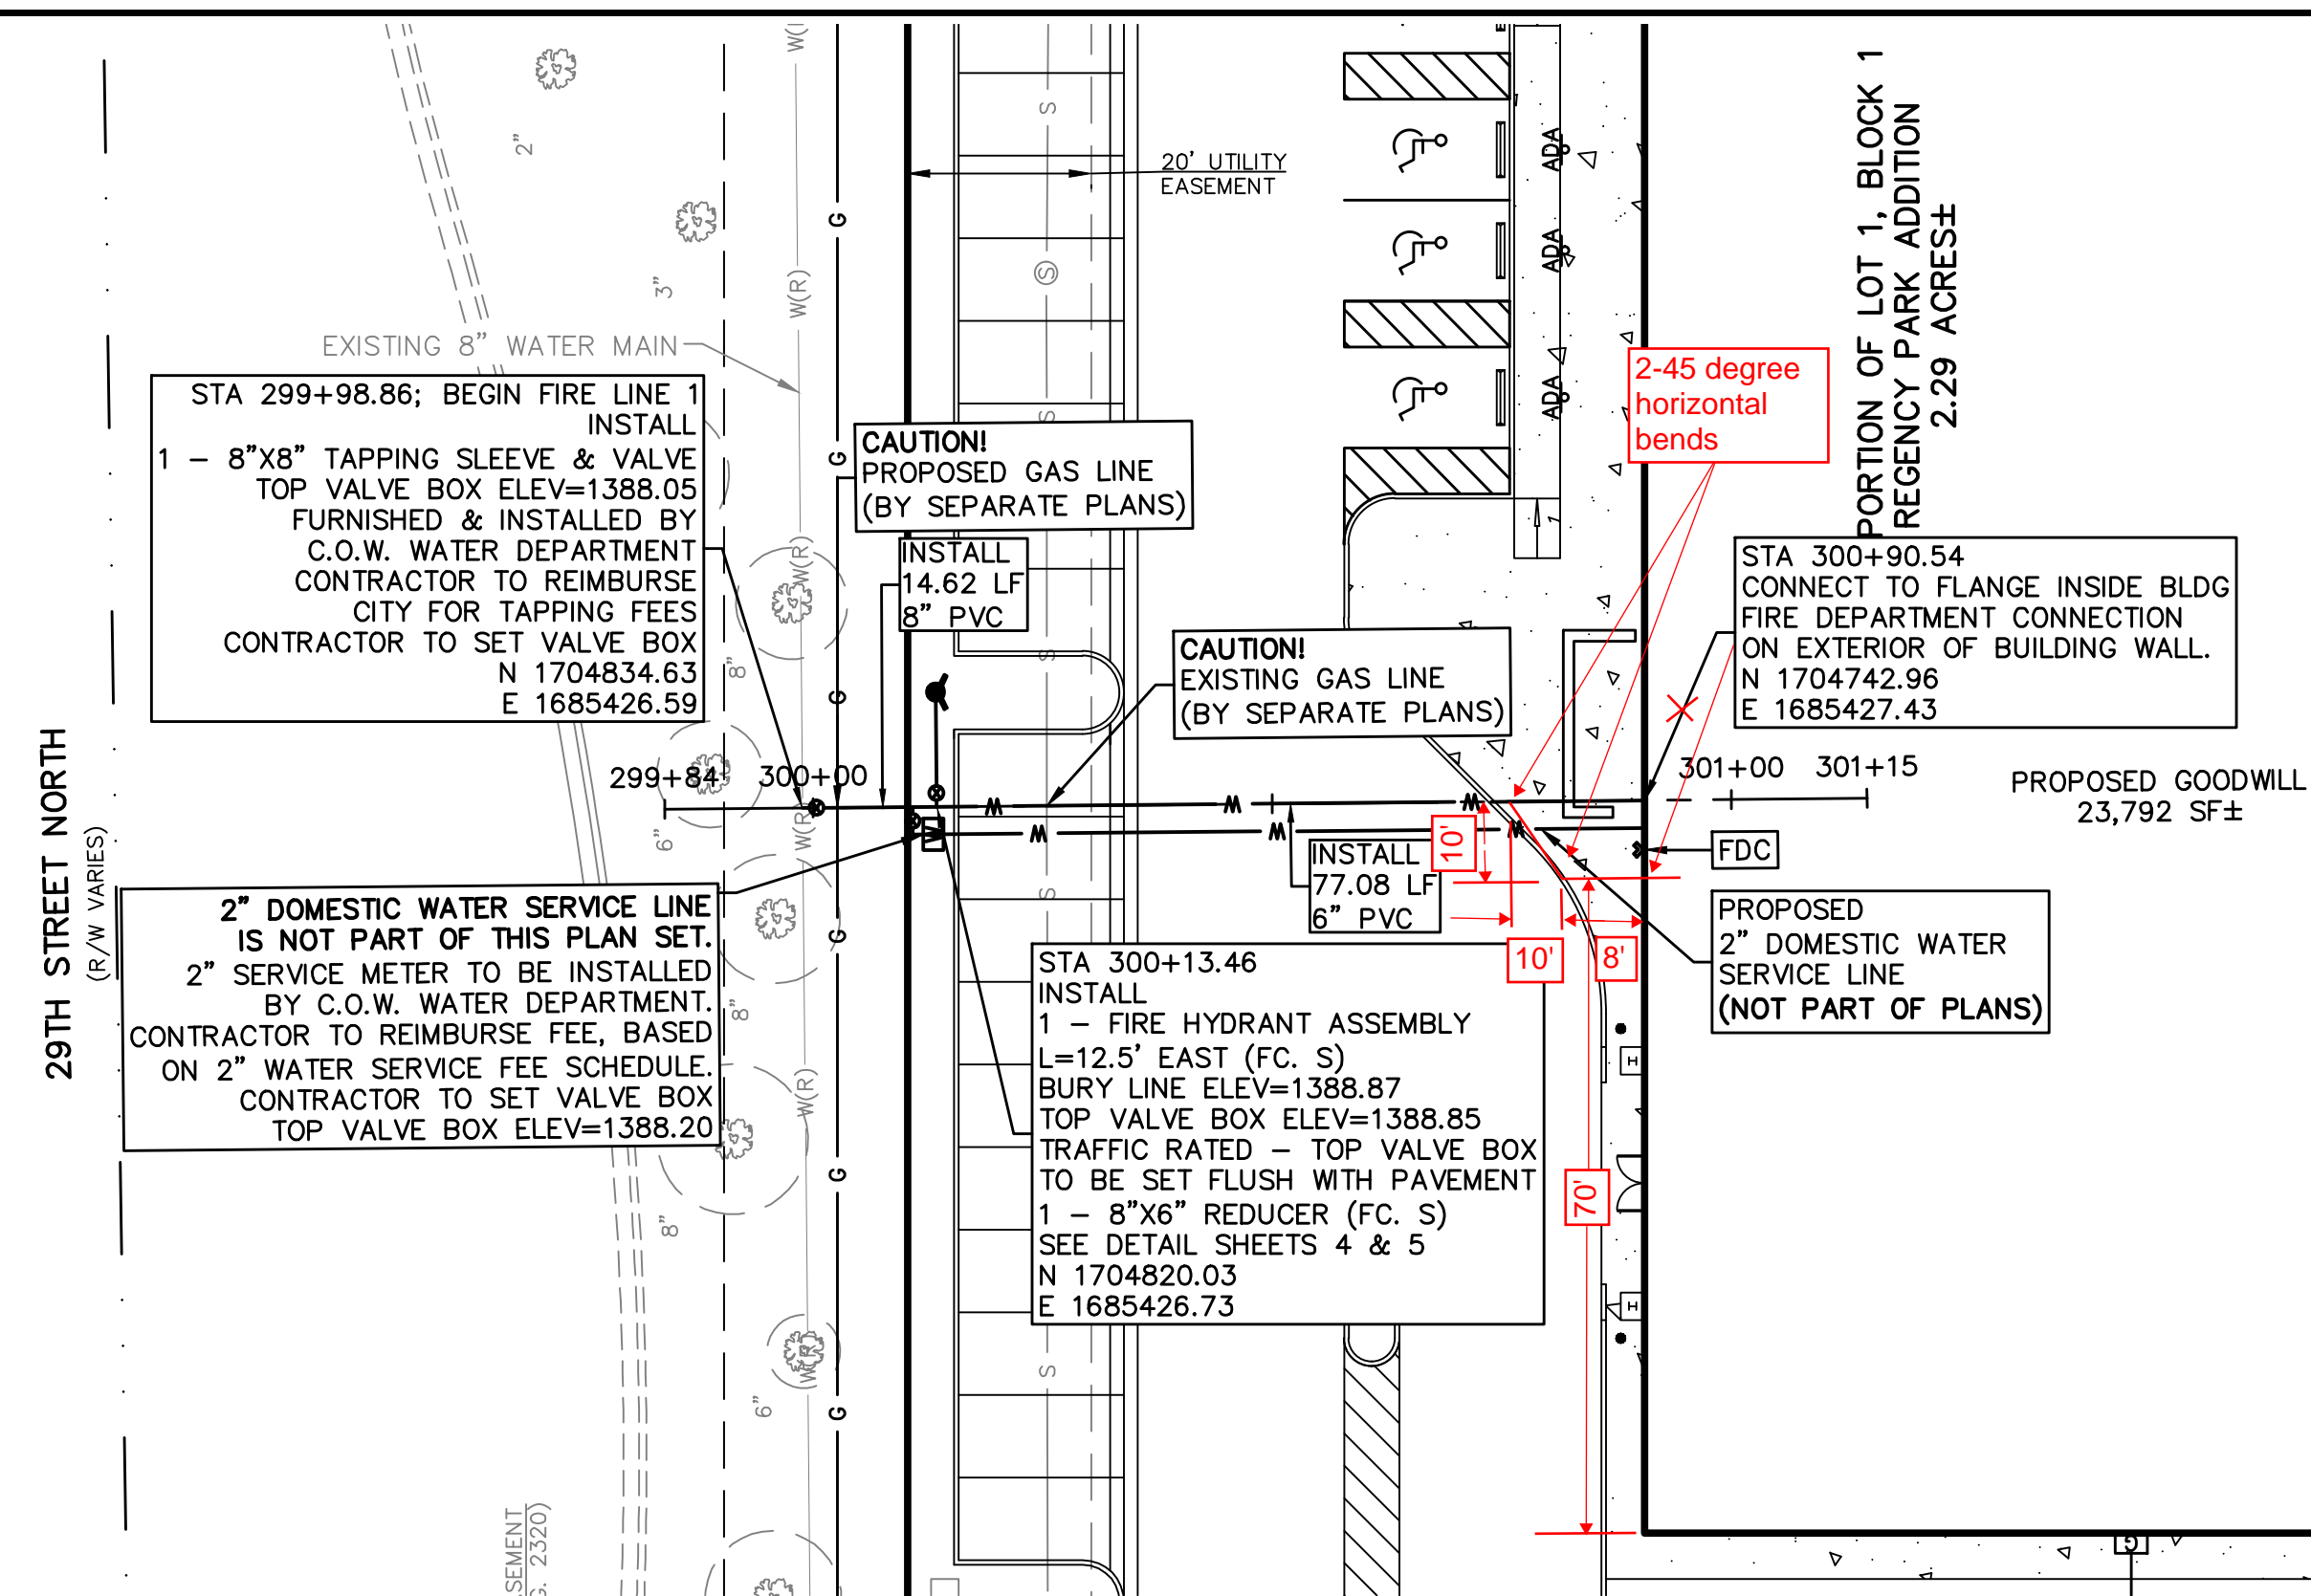 2"
3"
EXISTING 8" WATER MAIN
W(R)
W(R)
W(R)
W(R)
G
G
G
G
G
G
S
S
S
S
S
S
20' UTILITY
EASEMENT
ADA
ADA
ADA
PORTION OF LOT 1, BLOCK 1
REGENCY PARK ADDITION
2.29 ACRES±
2-45 degree
horizontal
bends
STA 299+98.86; BEGIN FIRE LINE 1
INSTALL
1 – 8"X8" TAPPING SLEEVE & VALVE
TOP VALVE BOX ELEV=1388.05
FURNISHED & INSTALLED BY
C.O.W. WATER DEPARTMENT
CONTRACTOR TO REIMBURSE
CITY FOR TAPPING FEES
CONTRACTOR TO SET VALVE BOX
N 1704834.63
E 1685426.59
CAUTION!
PROPOSED GAS LINE
(BY SEPARATE PLANS)
INSTALL
14.62 LF
8" PVC
CAUTION!
EXISTING GAS LINE
(BY SEPARATE PLANS)
STA 300+90.54
CONNECT TO FLANGE INSIDE BLDG
FIRE DEPARTMENT CONNECTION
ON EXTERIOR OF BUILDING WALL.
N 1704742.96
E 1685427.43
7
8"
6"
8"
8"
6"
299+84
300+00
301+00
301+15
PROPOSED GOODWILL
23,792 SF±
W
W
W
W
W
W
W
FDC
INSTALL
77.08 LF
6" PVC
10'
10'
8'
70'
PROPOSED
2" DOMESTIC WATER
SERVICE LINE
(NOT PART OF PLANS)
29TH STREET NORTH
(R/W VARIES)
2" DOMESTIC WATER SERVICE LINE
IS NOT PART OF THIS PLAN SET.
2" SERVICE METER TO BE INSTALLED
BY C.O.W. WATER DEPARTMENT.
CONTRACTOR TO REIMBURSE FEE, BASED
ON 2" WATER SERVICE FEE SCHEDULE.
CONTRACTOR TO SET VALVE BOX
TOP VALVE BOX ELEV=1388.20
STA 300+13.46
INSTALL
1 – FIRE HYDRANT ASSEMBLY
L=12.5' EAST (FC. S)
BURY LINE ELEV=1388.87
TOP VALVE BOX ELEV=1388.85
TRAFFIC RATED – TOP VALVE BOX
TO BE SET FLUSH WITH PAVEMENT
1 – 8"X6" REDUCER (FC. S)
SEE DETAIL SHEETS 4 & 5
N 1704820.03
E 1685426.73
H
H
G
2320)